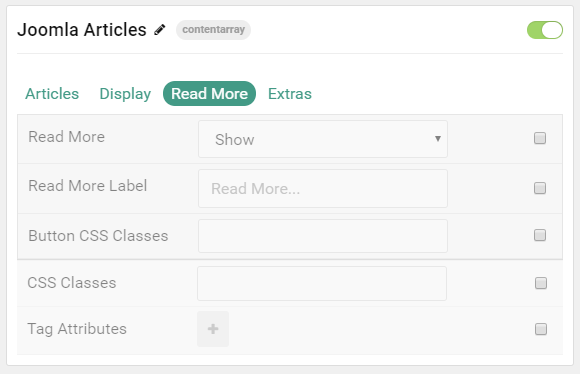 Joomla Articles contentarray
Articles Display Read More Extras
Read More Show
Read More Label Read More...
Button CSS Classes
CSS Classes
Tag Attributes +